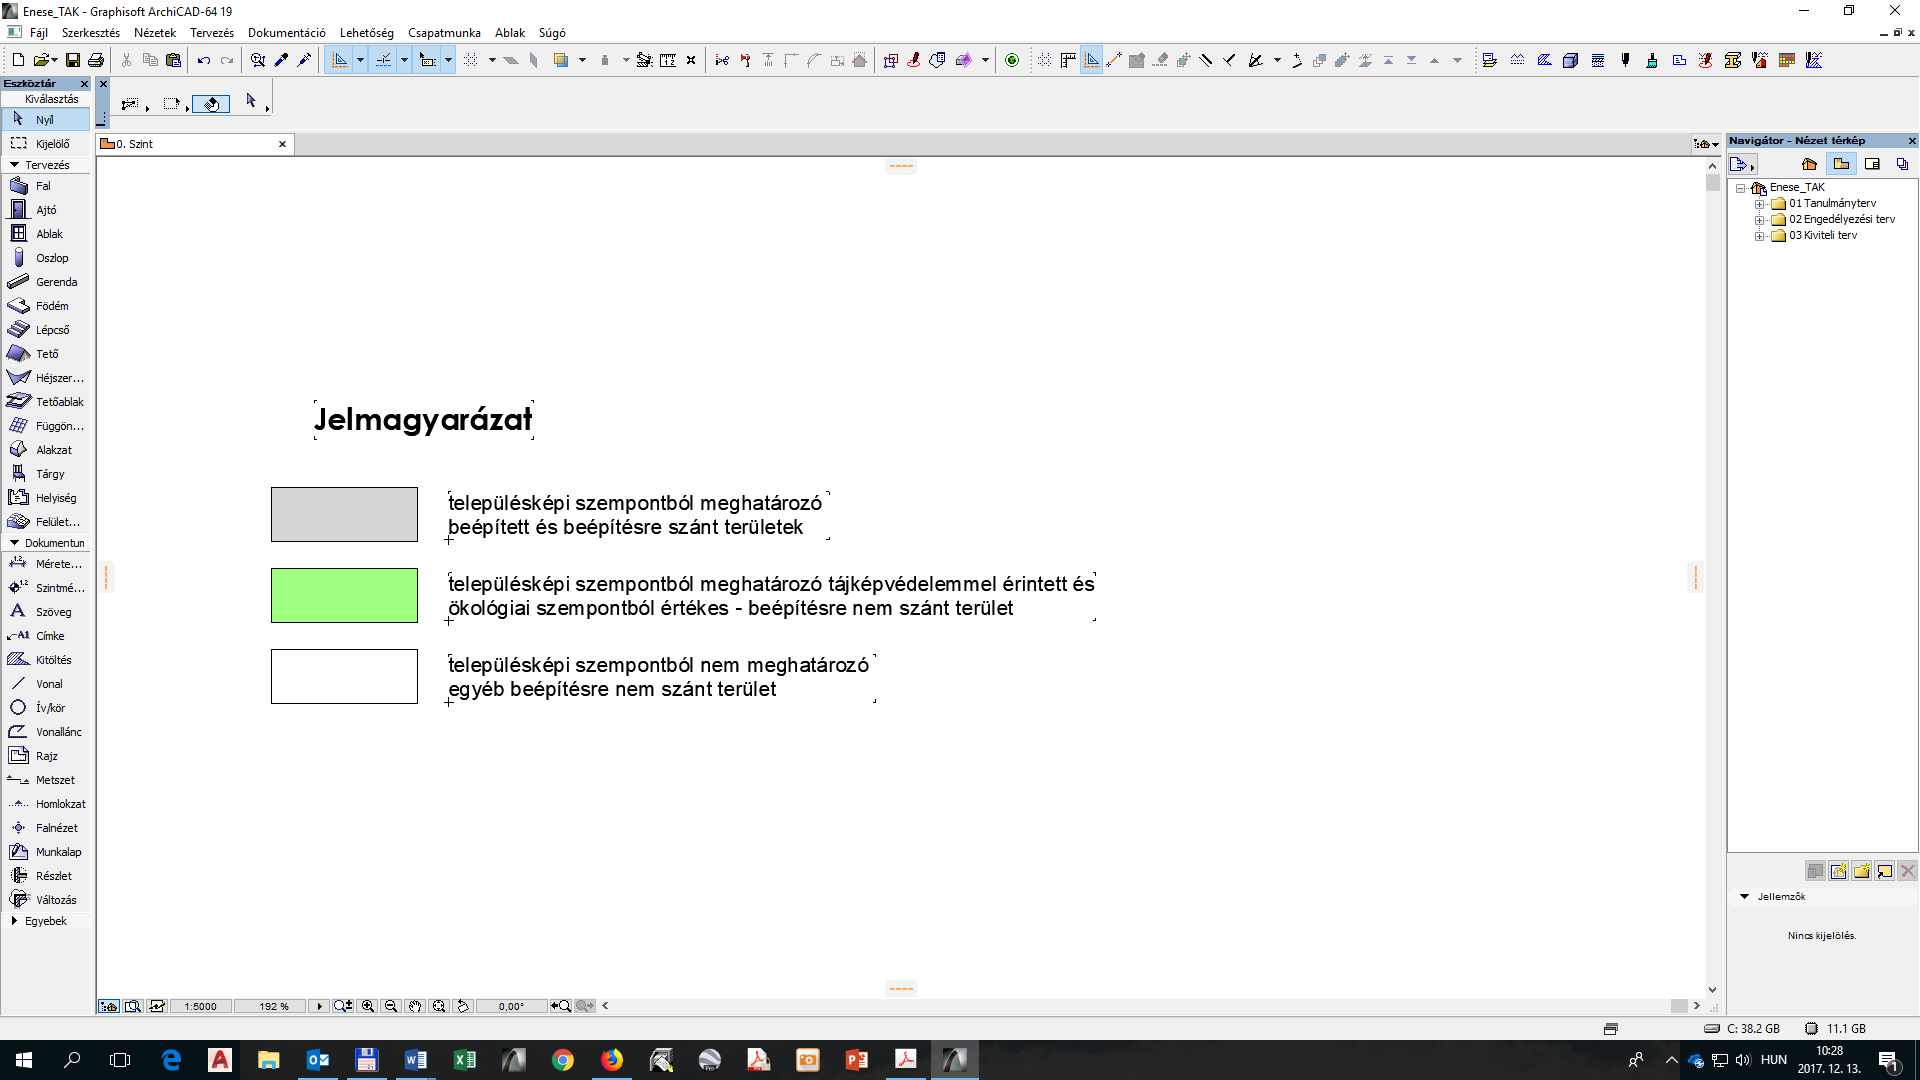 Enese_TAK - Graphisoft ArchiCAD-64 19
Fájl Szerkesztés Nézetek Tervezés Dokumentáció Lehetőség Csapatmunka Ablak Súgó
Eszköztár
Kiválasztás
Nyíl
Kijelölő
Tervezés
Fal
Ajtó
Ablak
Oszlop
Gerenda
Födém
Lépcső
Tető
Héjszer...
Tetőablak
Függön...
Alakzat
Tárgy
Helyiség
Felület...
Dokumentun
Mérete...
Szintmé...
Szöveg
Címke
Kitöltés
Vonal
Ív/kör
Vonallánc
Rajz
Metszet
Homlokzat
Falnézet
Munkalap
Részlet
Változás
Egyebek
0. Szint
Jelmagyarázat
településképi szempontból meghatározó
beépített és beépítésre szánt területek
településképi szempontból meghatározó tájképvédelemmel érintett és
ökológiai szempontból értékes - beépítésre nem szánt terület
településképi szempontból nem meghatározó
egyéb beépítésre nem szánt terület
1:5000 192 % 0,00°
Navigátor - Nézet térkép
Enese_TAK
01 Tanulmányterv
02 Engedélyezési terv
03 Kiviteli terv
Jellemzők
Nincs kijelölés.
C: 38.2 GB 11.1 GB
HUN
10:28
2017. 12. 13.
1